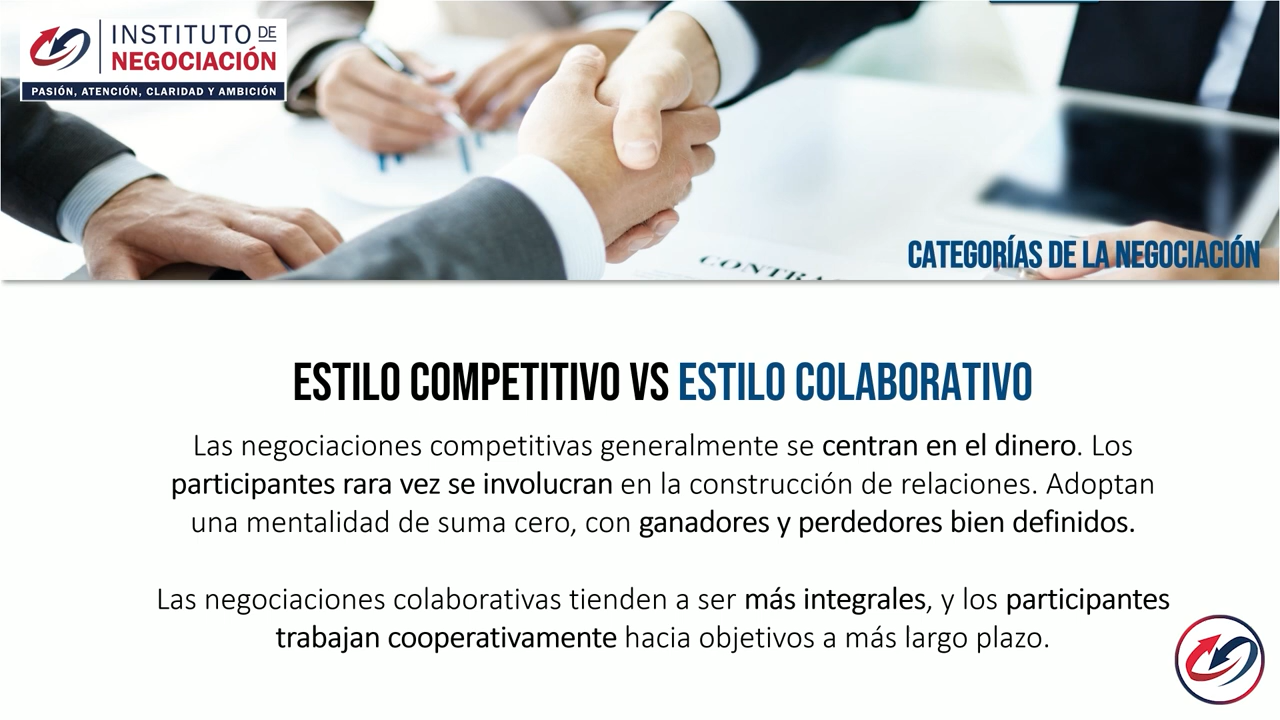 INSTITUTO DE
NEGOCIACIÓN
PASIÓN, ATENCIÓN, CLARIDAD Y AMBICIÓN
CATEGORÍAS DE LA NEGOCIACIÓN
ESTILO COMPETITIVO VS ESTILO COLABORATIVO
Las negociaciones competitivas generalmente se centran en el dinero. Los
participantes rara vez se involucran en la construcción de relaciones. Adoptan
una mentalidad de suma cero, con ganadores y perdedores bien definidos.
Las negociaciones colaborativas tienden a ser más integrales, y los participantes
trabajan cooperativamente hacia objetivos a más largo plazo.